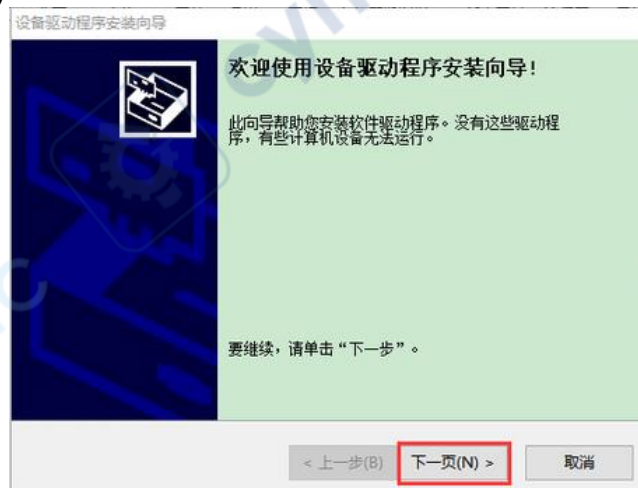 设备驱动程序安装向导
欢迎使用设备驱动程序安装向导！
此向导帮助您安装软件驱动程序。没有这些驱动程
序，有些计算机设备无法运行。
要继续，请单击“下一步”。
< 上一步(B)
下一页(N) >
取消